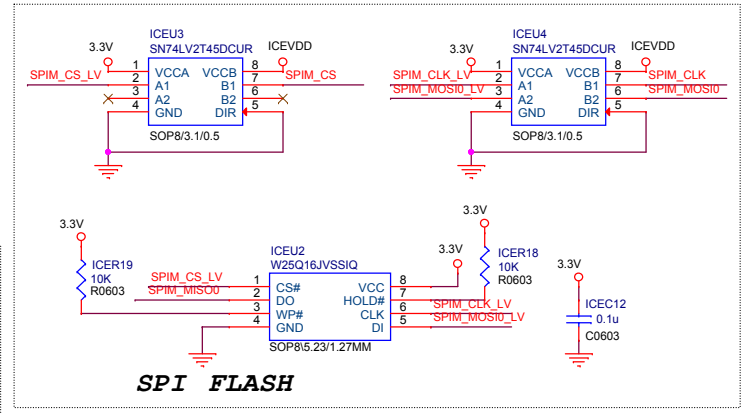 ICEU3
SN74LV2T45DCUR
3.3V
ICEVDD
SPIM_CS_LV
1 VCCA VCCB 8
2 A1 B1 7
SPIM_CS
3 A2 B2 6
4 GND DIR 5
SOP8/3.1/0.5
ICEU4
SN74LV2T45DCUR
3.3V
ICEVDD
SPIM_CLK_LV
1 VCCA VCCB 8
2 A1 B1 7
SPIM_CLK
SPIM_MOSI0_LV
3 A2 B2 6
SPIM_MOSI0
4 GND DIR 5
SOP8/3.1/0.5
3.3V
ICER19
10K
R0603
ICEU2
W25Q16JVSSIQ
SPIM_CS_LV
1 CS# VCC 8
SPIM_MISO0
2 DO HOLD# 7
3 WP# CLK 6
SPIM_CLK_LV
4 GND DI 5
SPIM_MOSI0_LV
SOP8\5.23/1.27MM
3.3V
3.3V
ICER18
10K
R0603
3.3V
ICEC12
0.1u
C0603
SPI FLASH